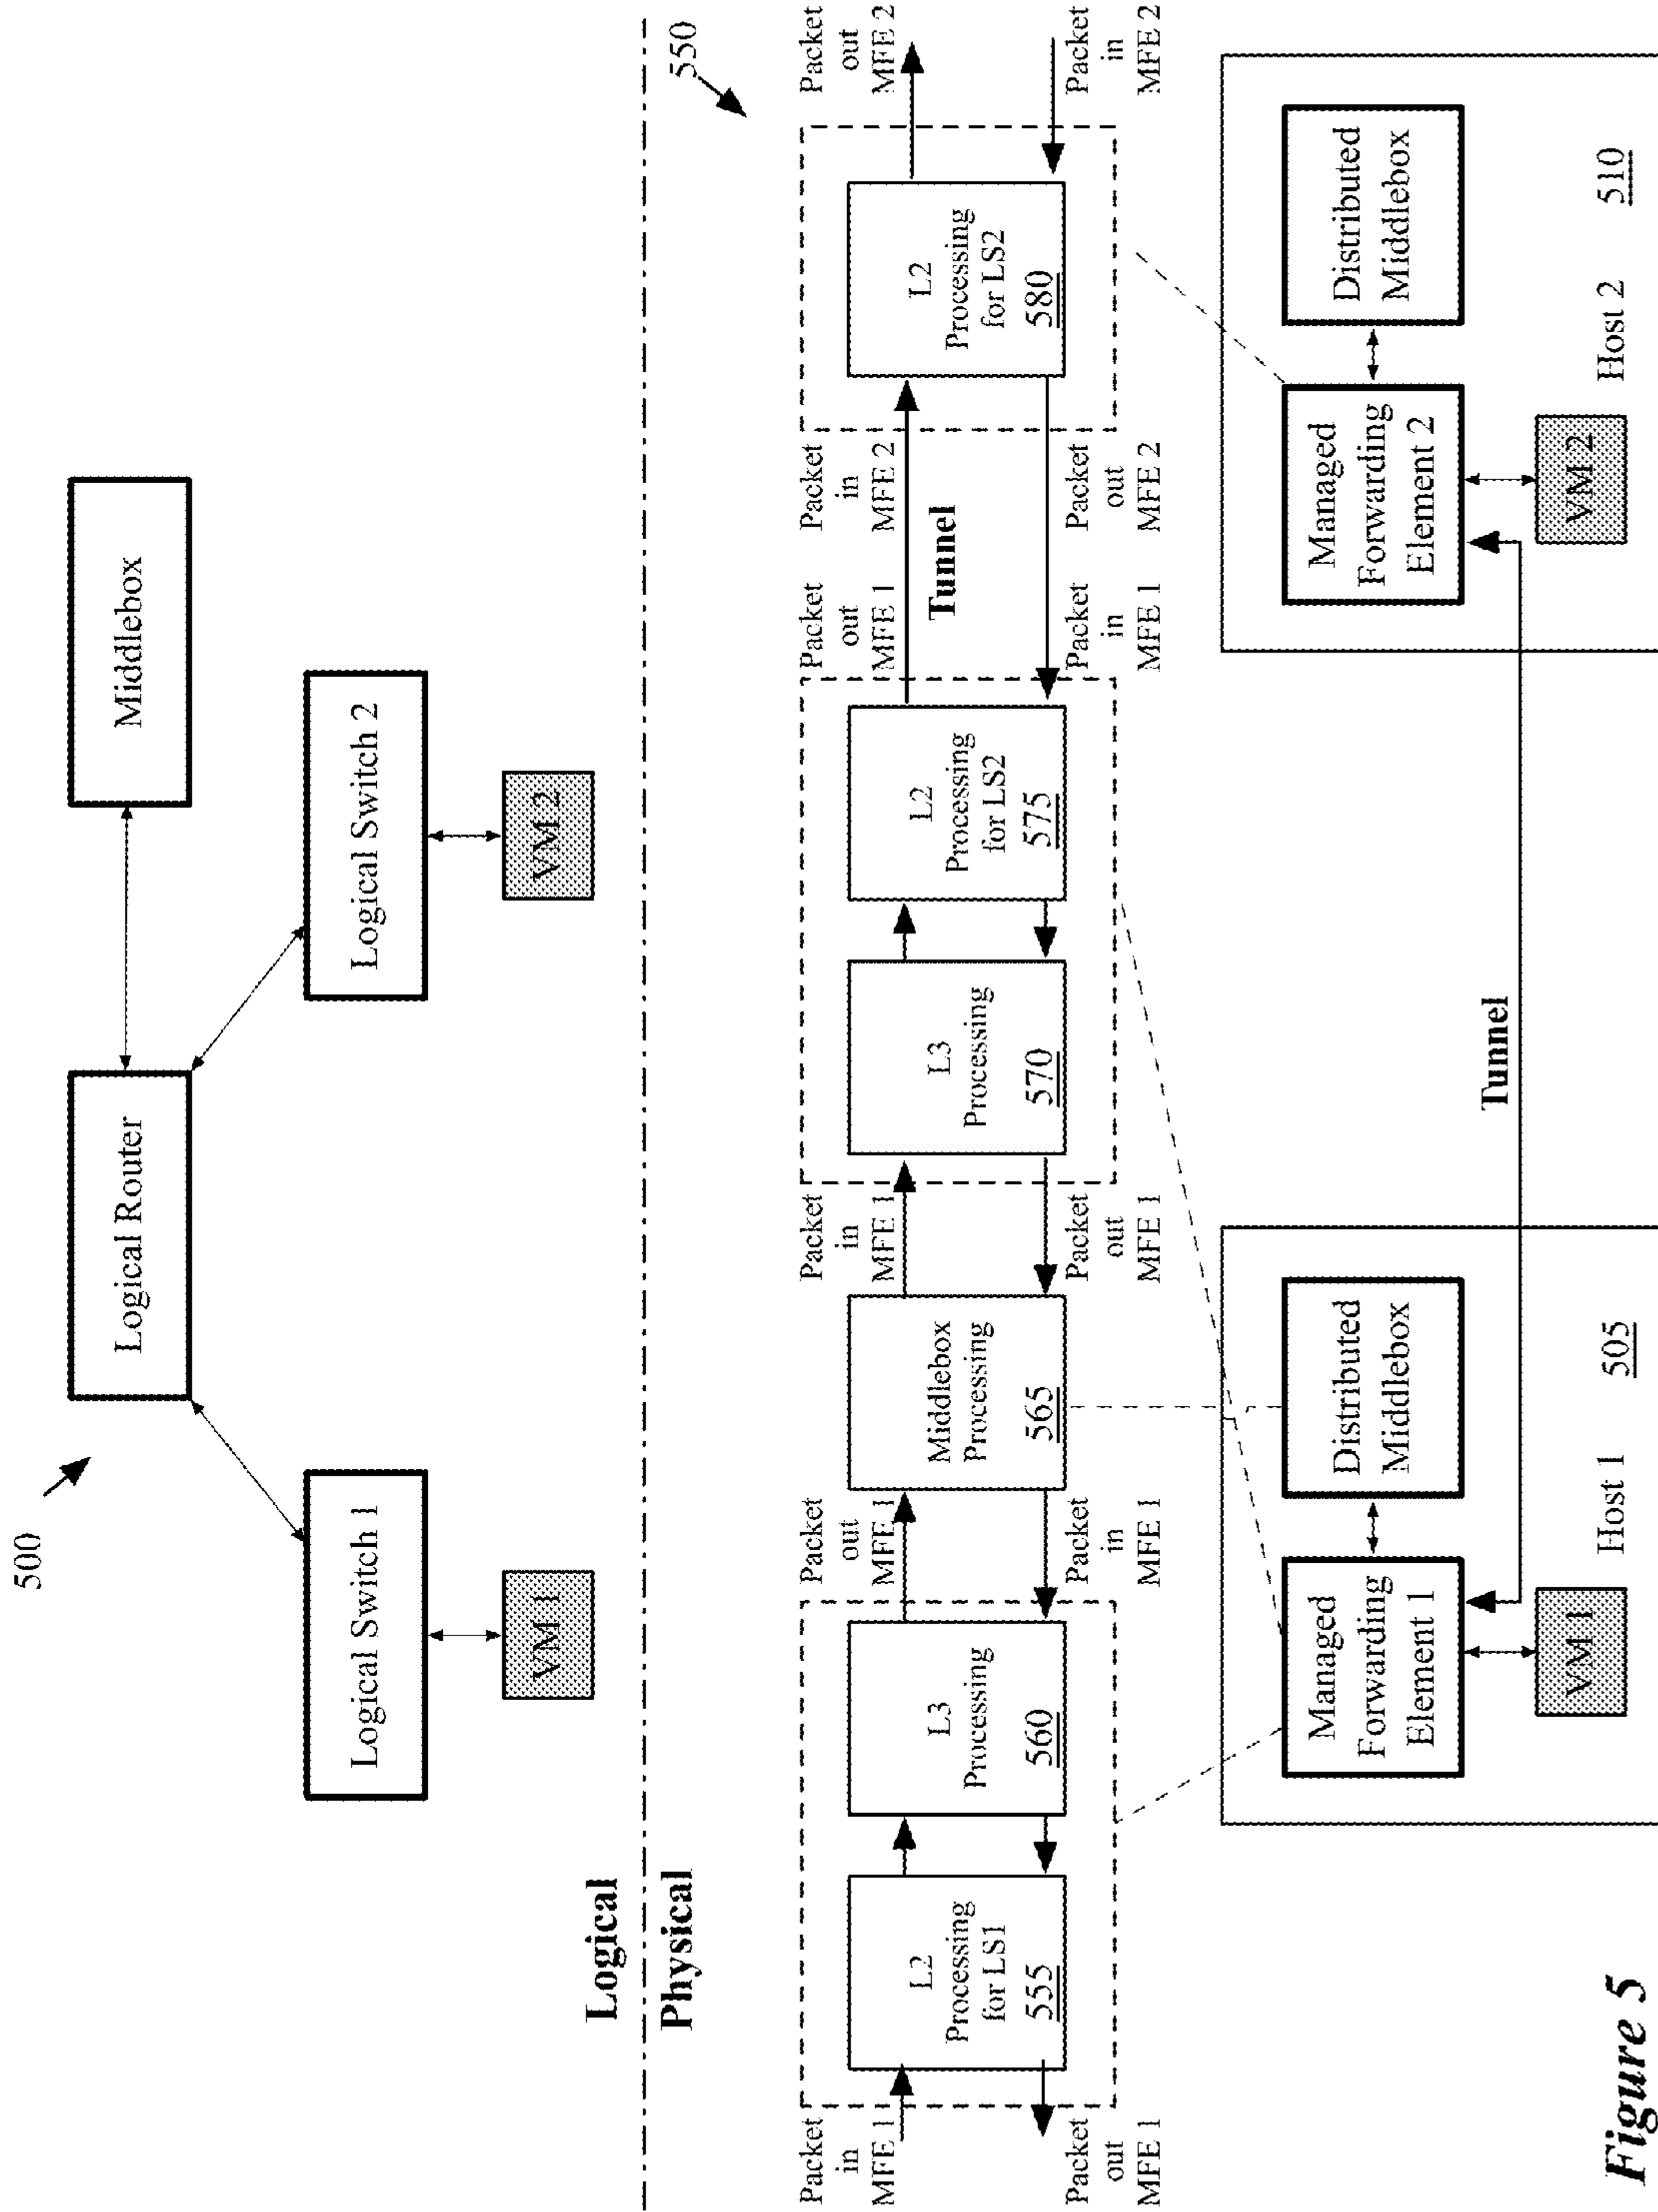 500
Logical Router
Middlebox
Logical Switch 1
Logical Switch 2
VM 1
VM 2
Logical
Physical
550
Packet
in
MFE 1
Packet
out
MFE 1
Packet
in
MFE 1
Packet
out
MFE 1
Packet
in
MFE 2
Packet
out
MFE 2
Tunnel
L2
Processing
for LS1
555
L3
Processing
560
Middlebox
Processing
565
L3
Processing
570
L2
Processing
for LS2
575
L2
Processing
for LS2
580
Packet
out
MFE 1
Packet
in
MFE 1
Packet
out
MFE 1
Packet
in
MFE 1
Packet
out
MFE 2
Packet
in
MFE 2
Managed
Forwarding
Element 1
Distributed
Middlebox
VM 1
Host 1
505
Tunnel
Managed
Forwarding
Element 2
Distributed
Middlebox
VM 2
Host 2
510
Figure 5